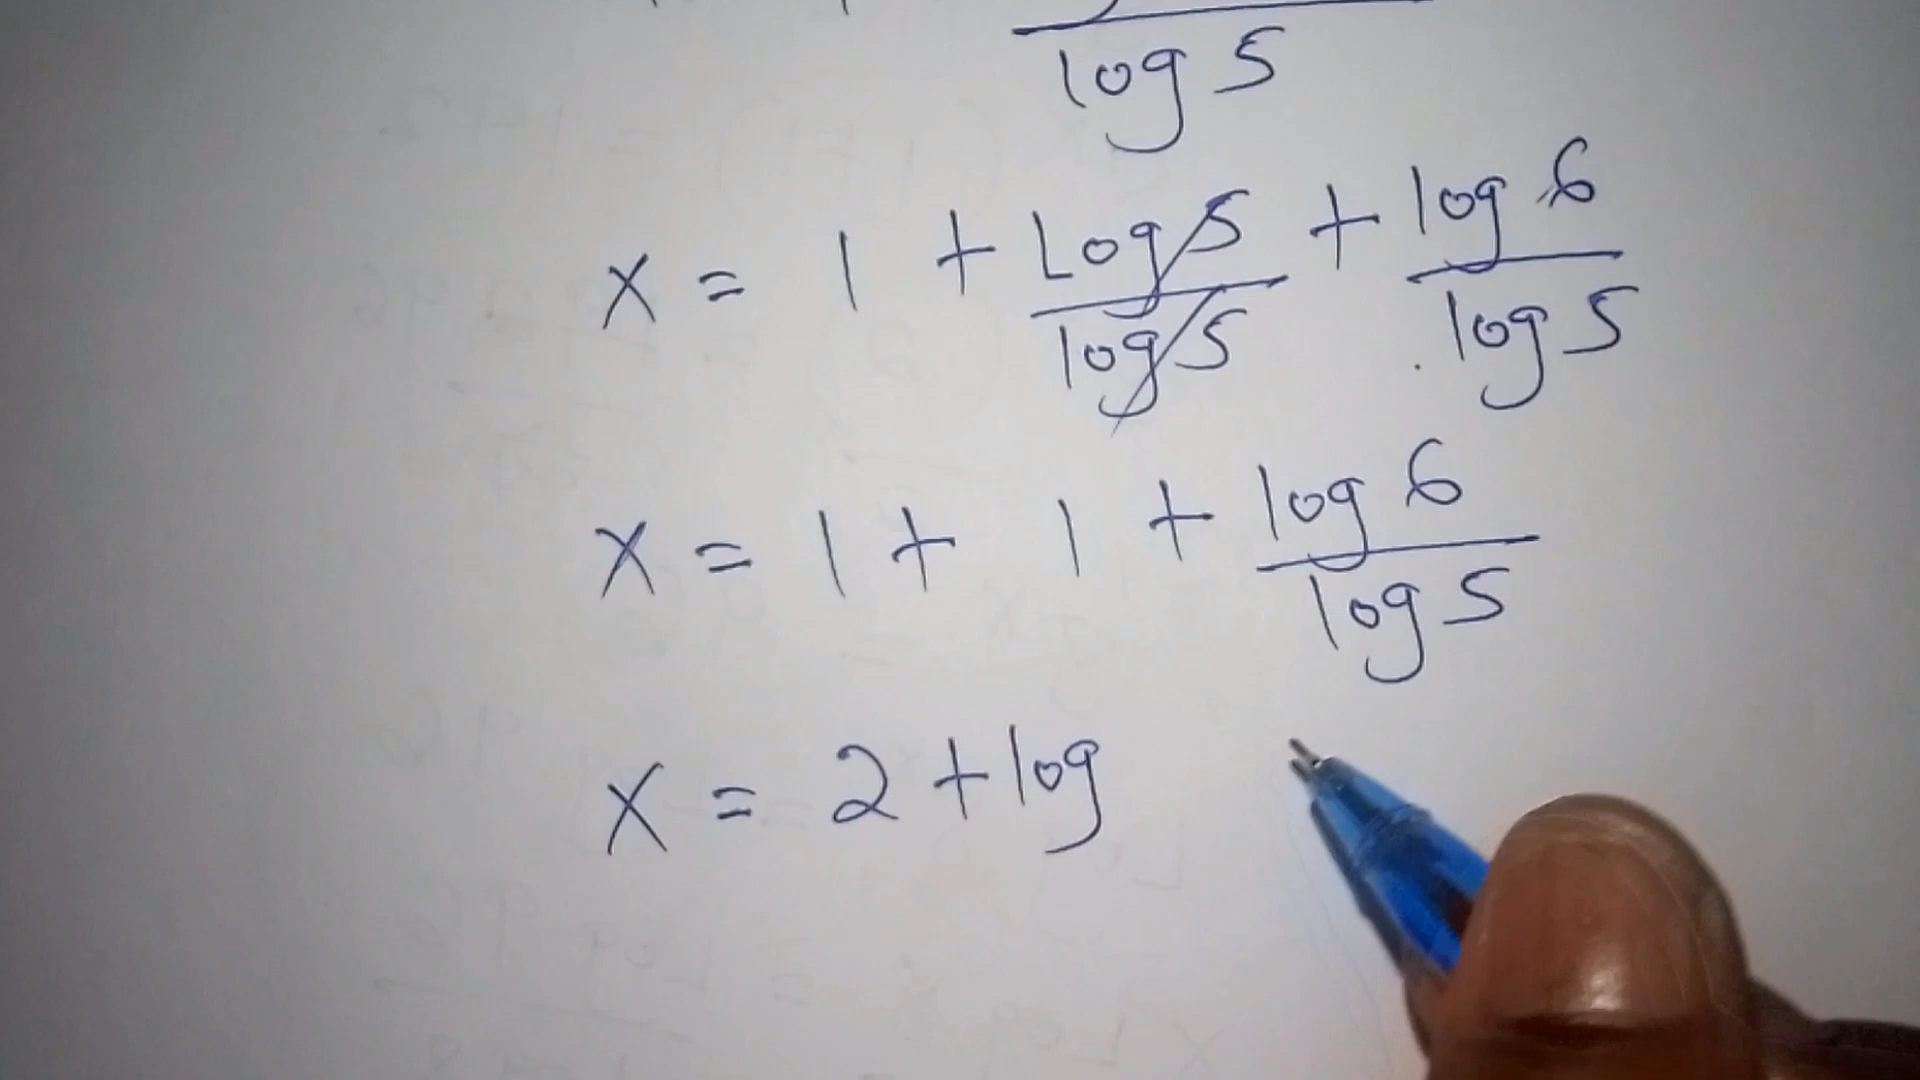 log 5
x = 1 + Log 5 / log 5 + log 6 / log 5
x = 1 + 1 + log 6 / log 5
x = 2 + log